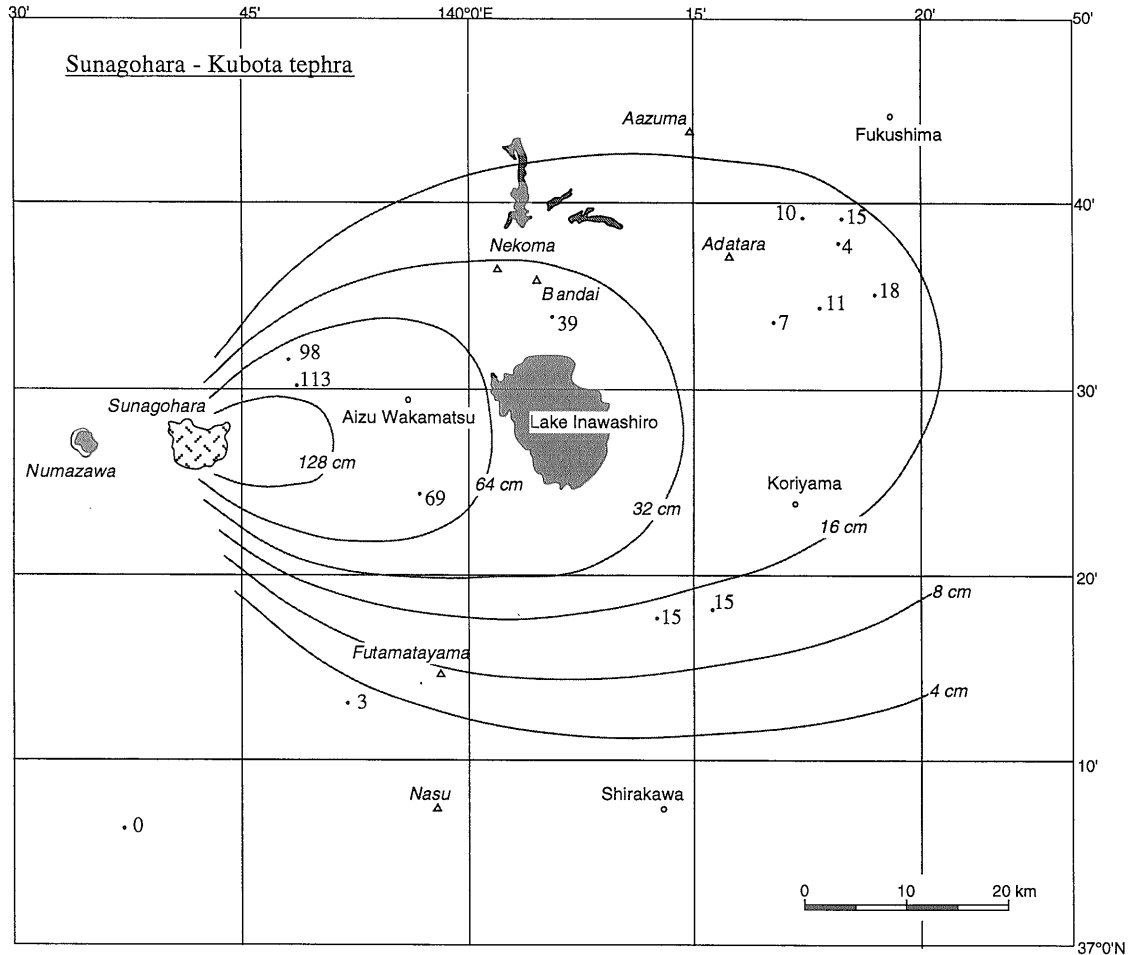 30'
45'
140°0'E
15'
20'
50'
Sunagohara - Kubota tephra
Aazuma
Fukushima
40'
10
15
4
Nekoma
Adatara
Bandai
18
11
39
7
98
113
30'
Sunagohara
Aizu Wakamatsu
Lake Inawashiro
128 cm
Numazawa
64 cm
Koriyama
69
32 cm
16 cm
20'
8 cm
15
15
Futamatayama
4 cm
3
10'
Nasu
Shirakawa
0
0
10
20 km
37°0'N